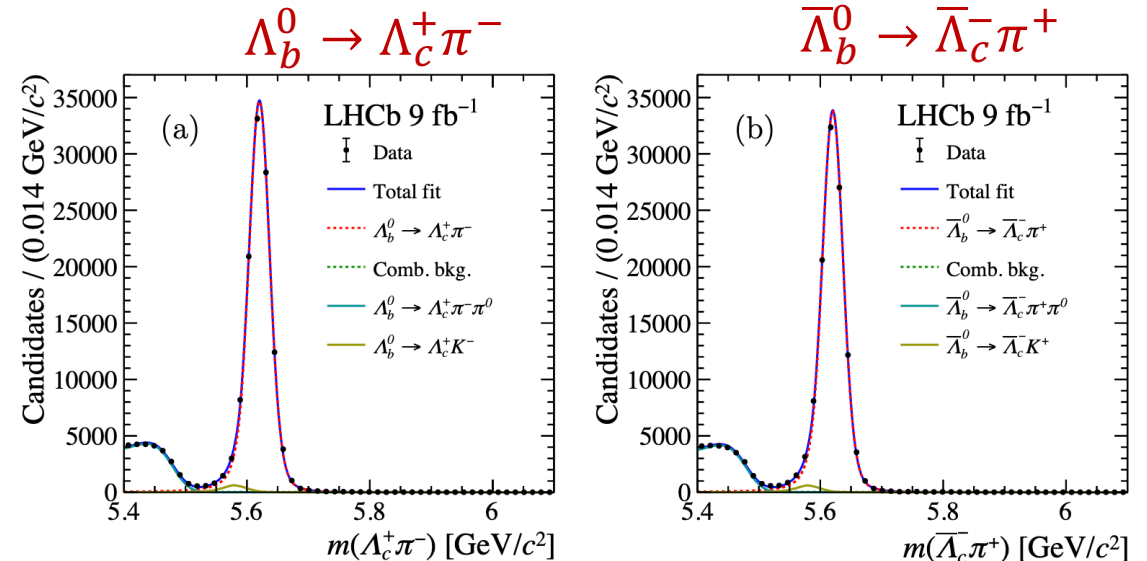 Λ_b^0 → Λ_c^+ π^-
Λ̅_b^0 → Λ̅_c^- π^+
Candidates / (0.014 GeV/c²)
35000
30000
25000
20000
15000
10000
5000
0
(a)
LHCb 9 fb⁻¹
Data
Total fit
Λ_b^0 → Λ_c^+ π^-
Comb. bkg.
Λ_b^0 → Λ_c^+ π^- π^0
Λ_b^0 → Λ_c^+ K^-
5.4 5.6 5.8 6
m(Λ_c^+ π^-) [GeV/c²]
Candidates / (0.014 GeV/c²)
35000
30000
25000
20000
15000
10000
5000
0
(b)
LHCb 9 fb⁻¹
Data
Total fit
Λ̅_b^0 → Λ̅_c^- π^+
Comb. bkg.
Λ̅_b^0 → Λ̅_c^- π^+ π^0
Λ̅_b^0 → Λ̅_c^- K^+
5.4 5.6 5.8 6
m(Λ̅_c^- π^+) [GeV/c²]